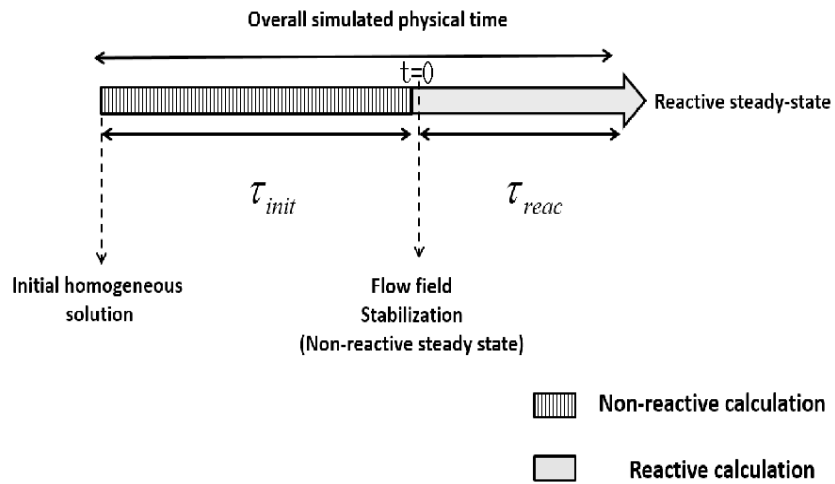 Overall simulated physical time
t=0
Reactive steady-state
τinit
τreac
Initial homogeneous
solution
Flow field
Stabilization
(Non-reactive steady state)
Non-reactive calculation
Reactive calculation